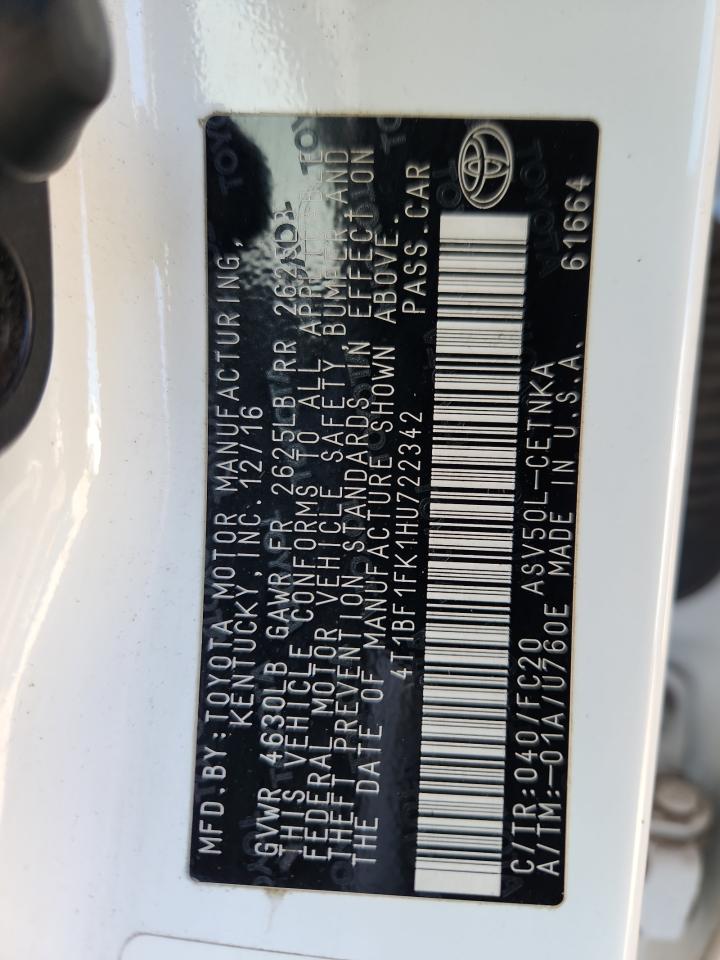 MFD.BY:TOYOTA MOTOR MANUFACTURING,
KENTUCKY, INC. 12/16
GVWR 4630LB GAWR FR 2625LB RR 2625LB
THIS VEHICLE CONFORMS TO ALL APPLICABLE
FEDERAL MOTOR VEHICLE SAFETY, BUMPER, AND
THEFT PREVENTION STANDARDS IN EFFECT ON
THE DATE OF MANUFACTURE SHOWN ABOVE.
4T1BF1FK1HU722342 PASS.CAR
C/TR:040/FC20 ASV50L-CETNKA
A/TM:-01A/U760E MADE IN U.S.A. 61664